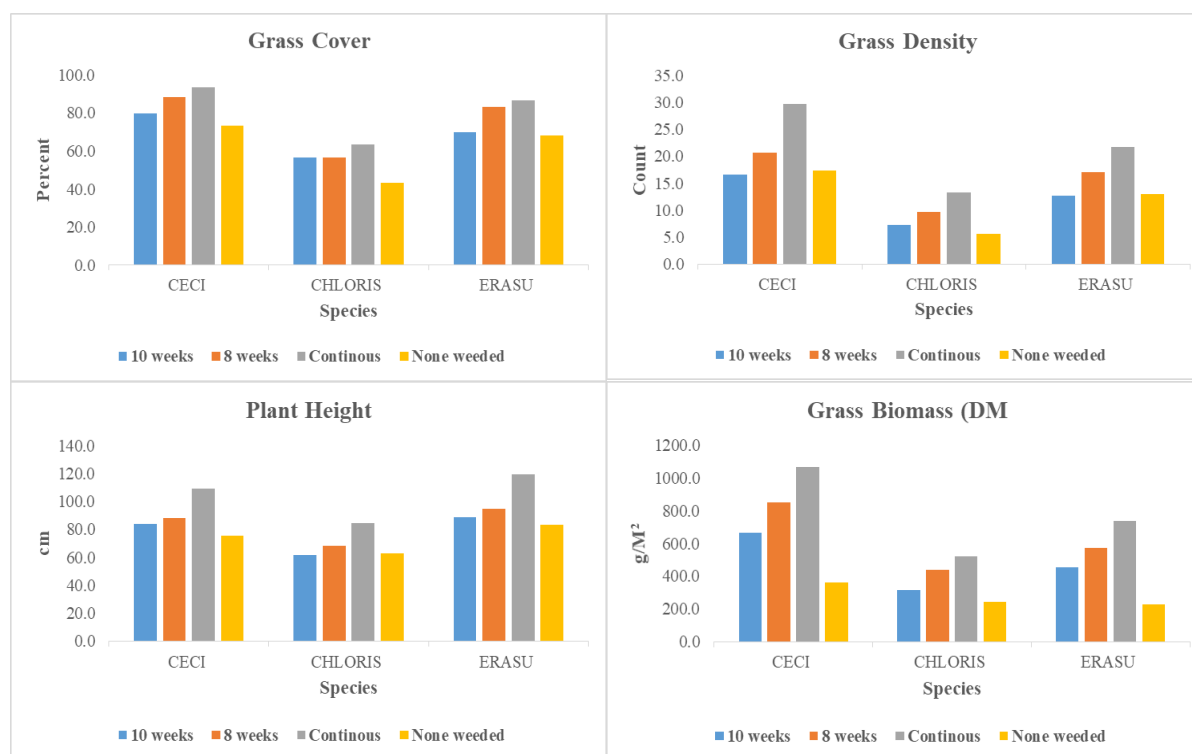 Grass Cover
Percent
100.0
80.0
60.0
40.0
20.0
0.0
CECI CHLORIS ERASU
Species
10 weeks 8 weeks Continous None weeded
Grass Density
Count
35.0
30.0
25.0
20.0
15.0
10.0
5.0
0.0
CECI CHLORIS ERASU
Species
10 weeks 8 weeks Continous None weeded
Plant Height
cm
140.0
120.0
100.0
80.0
60.0
40.0
20.0
0.0
CECI CHLORIS ERASU
Species
10 weeks 8 weeks Continous None weeded
Grass Biomass (DM
g/M²
1200.0
1000.0
800.0
600.0
400.0
200.0
0.0
CECI CHLORIS ERASU
Species
10 weeks 8 weeks Continous None weeded